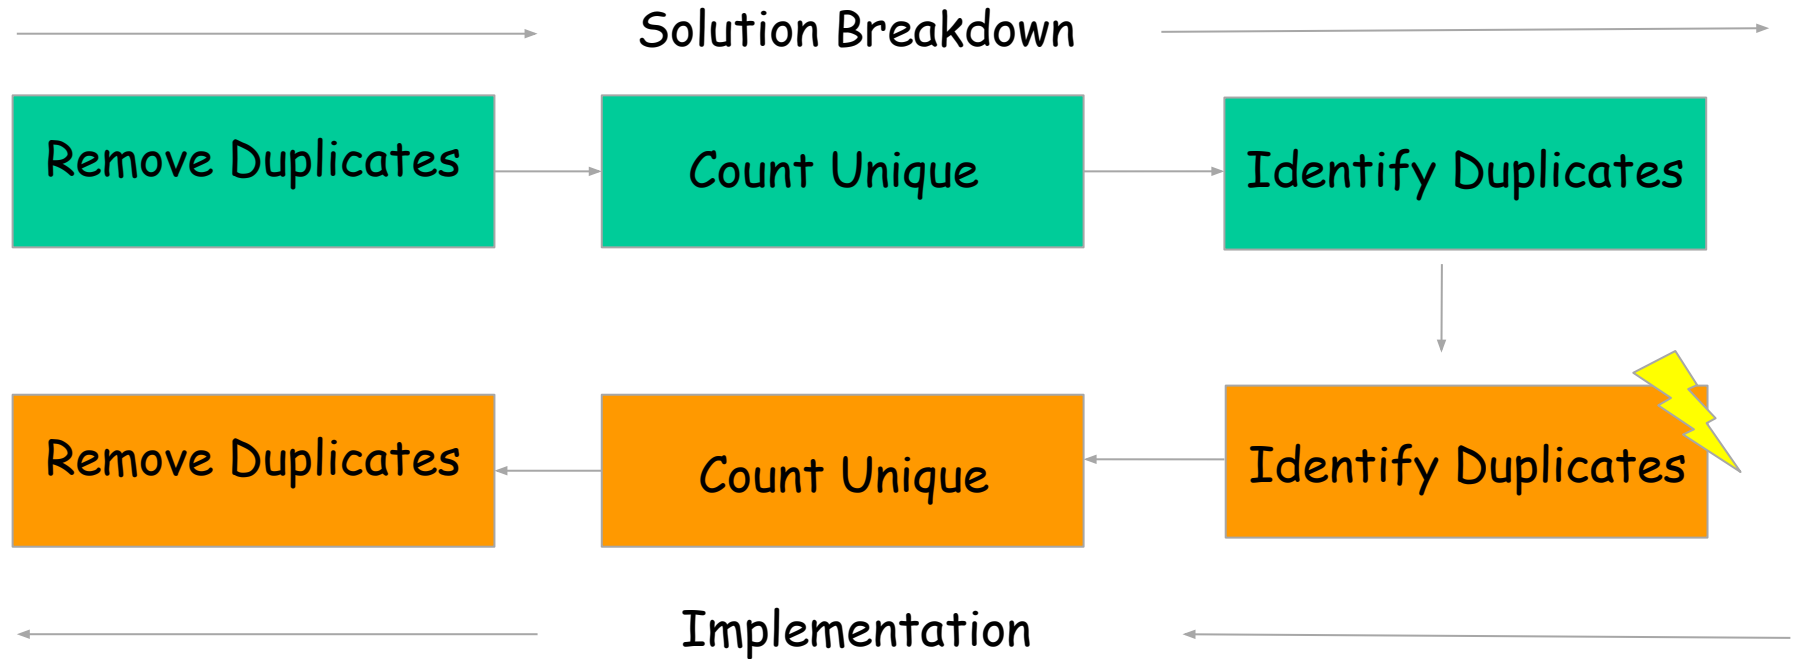 Solution Breakdown
Remove Duplicates
Count Unique
Identify Duplicates
Remove Duplicates
Count Unique
Identify Duplicates
Implementation